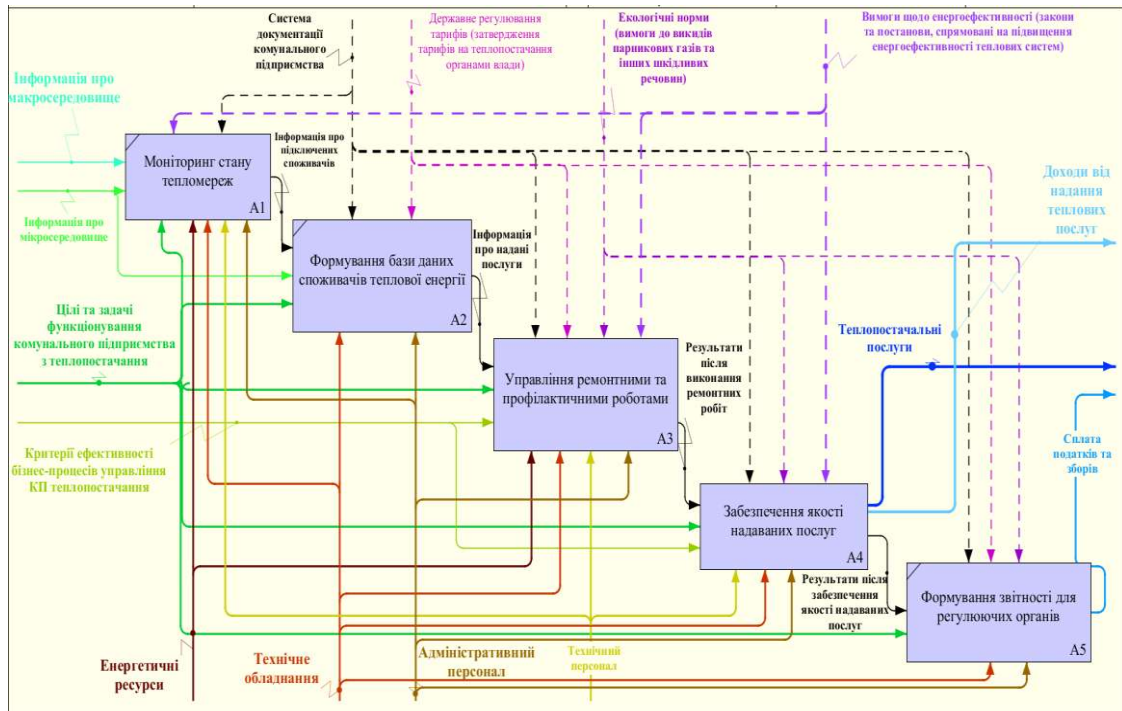 Система
документації
комунального
підприємства
Державне регулювання
тарифів (затвердження
тарифів на теплопостачання
органами влади)
Екологічні норми
(вимоги до викидів
парникових газів та
інших шкідливих
речовин)
Вимоги щодо енергоефективності (закони
та постанови, спрямовані на підвищення
енергоефективності теплових систем)
Інформація про
макросередовище
Моніторинг стану
тепломереж
A1
Інформація про
підключених
споживачів
Інформація про
мікросередовище
Формування бази даних
споживачів теплової енергії
A2
Інформація
про надані
послуги
Доходи від
надання
теплових
послуг
Цілі та задачі
функціонування
комунального підприємства
з теплопостачання
Управління ремонтними та
профілактичними роботами
A3
Результати
після
виконання
ремонтних
робіт
Теплопостачальні
послуги
Критерії ефективності
бізнес-процесів управління
КП теплопостачання
Забезпечення якості
надаваних послуг
A4
Сплата
податків та
зборів
Результати після
забезпечення
якості надаваних
послуг
Формування звітності для
регулюючих органів
A5
Енергетичні
ресурси
Технічне
обладнання
Адміністративний
персонал
Технічний
персонал